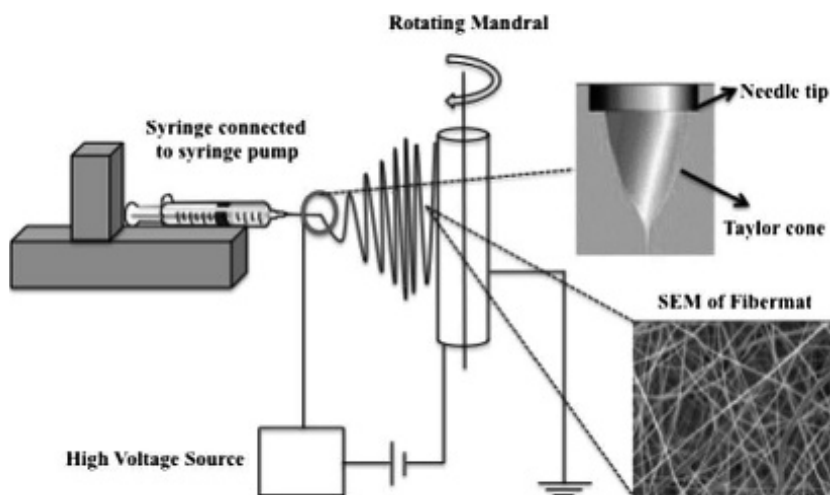 Rotating Mandral
Needle tip
Syringe connected
to syringe pump
Taylor cone
SEM of Fibermat
High Voltage Source